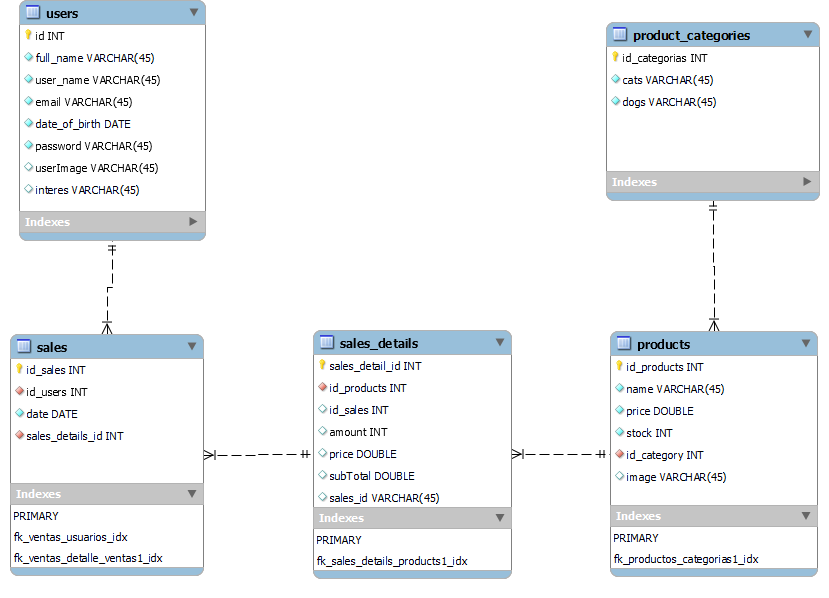 users
id INT
full_name VARCHAR(45)
user_name VARCHAR(45)
email VARCHAR(45)
date_of_birth DATE
password VARCHAR(45)
userImage VARCHAR(45)
interes VARCHAR(45)
Indexes
product_categories
id_categorias INT
cats VARCHAR(45)
dogs VARCHAR(45)
Indexes
sales
id_sales INT
id_users INT
date DATE
sales_details_id INT
Indexes
PRIMARY
fk_ventas_usuarios_idx
fk_ventas_detalle_ventas1_idx
sales_details
sales_detail_id INT
id_products INT
id_sales INT
amount INT
price DOUBLE
subTotal DOUBLE
sales_id VARCHAR(45)
Indexes
PRIMARY
fk_sales_details_products1_idx
products
id_products INT
name VARCHAR(45)
price DOUBLE
stock INT
id_category INT
image VARCHAR(45)
Indexes
PRIMARY
fk_productos_categorias1_idx